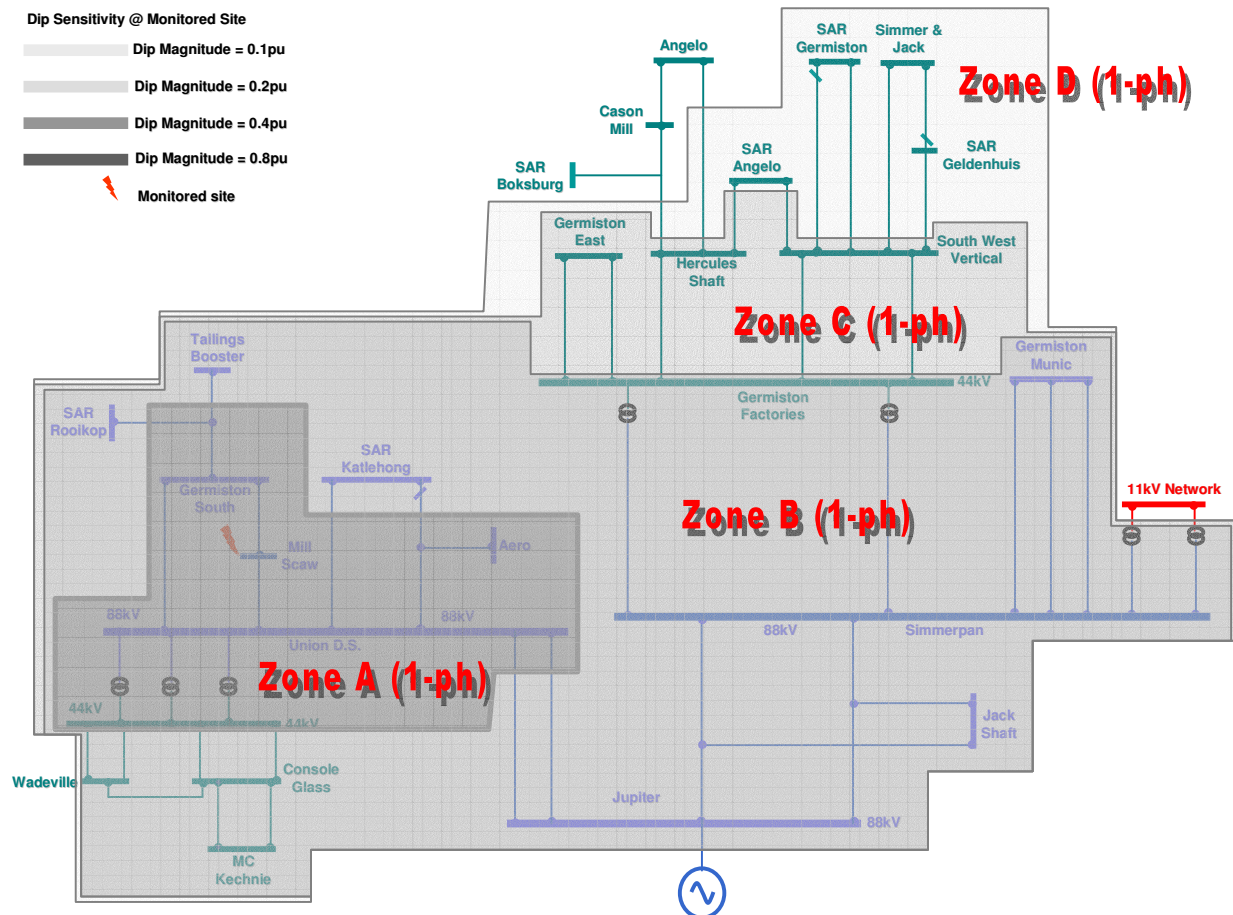 Dip Sensitivity @ Monitored Site
Dip Magnitude = 0.1pu
Dip Magnitude = 0.2pu
Dip Magnitude = 0.4pu
Dip Magnitude = 0.8pu
Monitored site
Angelo
SAR
Germiston
Simmer &
Jack
Zone D (1-ph)
Cason
Mill
SAR
Boksburg
SAR
Angelo
SAR
Geldenhuis
Germiston
East
Hercules
Shaft
South West
Vertical
Zone C (1-ph)
Tailings
Booster
Germiston
Munic
44kV
Germiston
Factories
SAR
Rooikop
SAR
Katlehong
Germiston
South
11kV Network
Zone B (1-ph)
Mill
Scaw
Aero
88kV
88kV
Union D.S.
88kV
Simmerpan
Zone A (1-ph)
44kV
44kV
Jack
Shaft
Wadeville
Console
Glass
Jupiter
88kV
MC
Kechnie